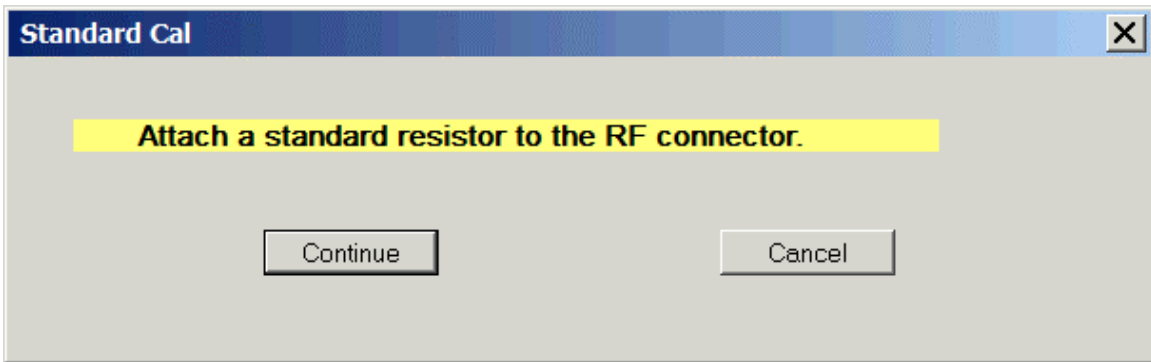 Standard Cal
Attach a standard resistor to the RF connector.
Continue
Cancel